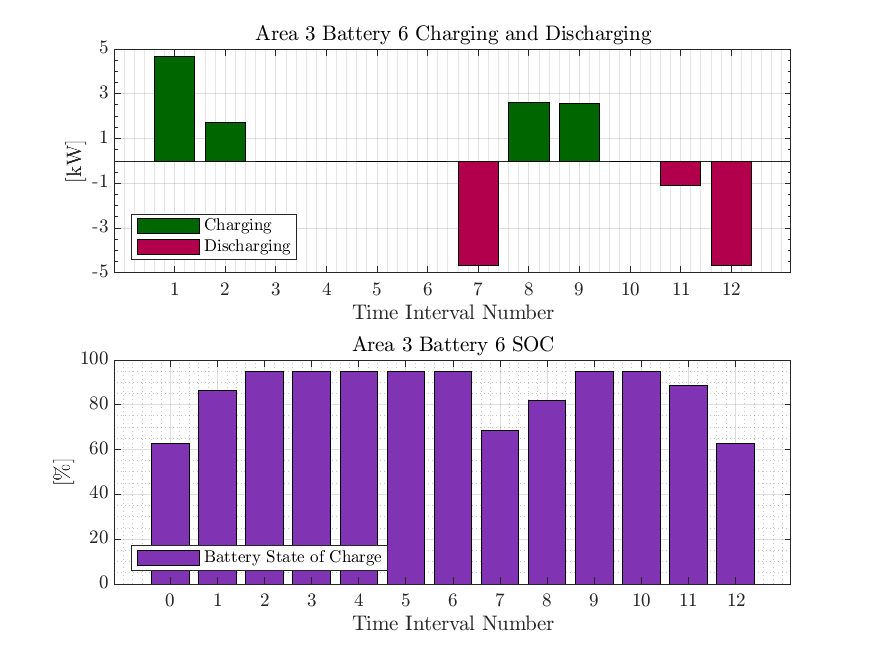 Area 3 Battery 6 Charging and Discharging
5
3
1
-1
-3
-5
[kW]
Charging
Discharging
1 2 3 4 5 6 7 8 9 10 11 12
Time Interval Number
Area 3 Battery 6 SOC
100
80
60
40
20
0
[%]
Battery State of Charge
0 1 2 3 4 5 6 7 8 9 10 11 12
Time Interval Number